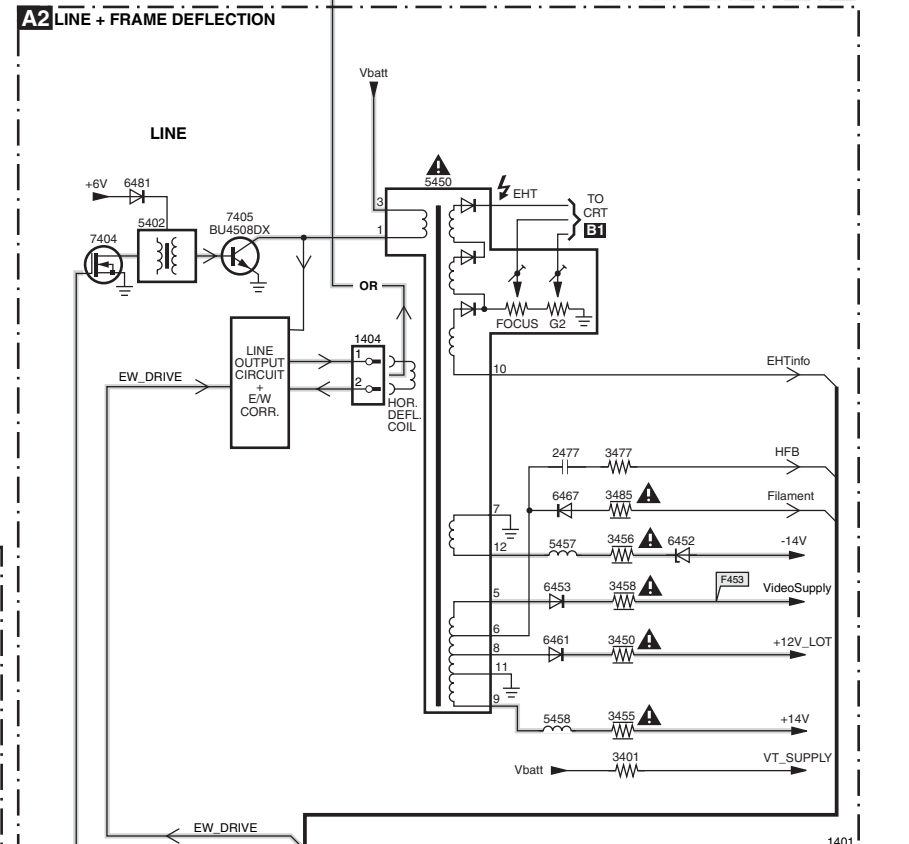 A2 LINE + FRAME DEFLECTION
Vbatt
LINE
+6V
6481
5402
7404
7405
BU4508DX
5450
EHT
TO
CRT
B1
3
1
OR
FOCUS
G2
1404
1
2
LINE
OUTPUT
CIRCUIT
+
E/W
CORR.
HOR.
DEFL.
COIL
EW_DRIVE
10
EHTinfo
2477
3477
HFB
6467
3485
Filament
7
12
5457
3456
6452
-14V
5
6453
3458
F453
VideoSupply
6
8
6461
3450
+12V_LOT
11
9
5458
3455
+14V
Vbatt
3401
VT_SUPPLY
EW_DRIVE
1401